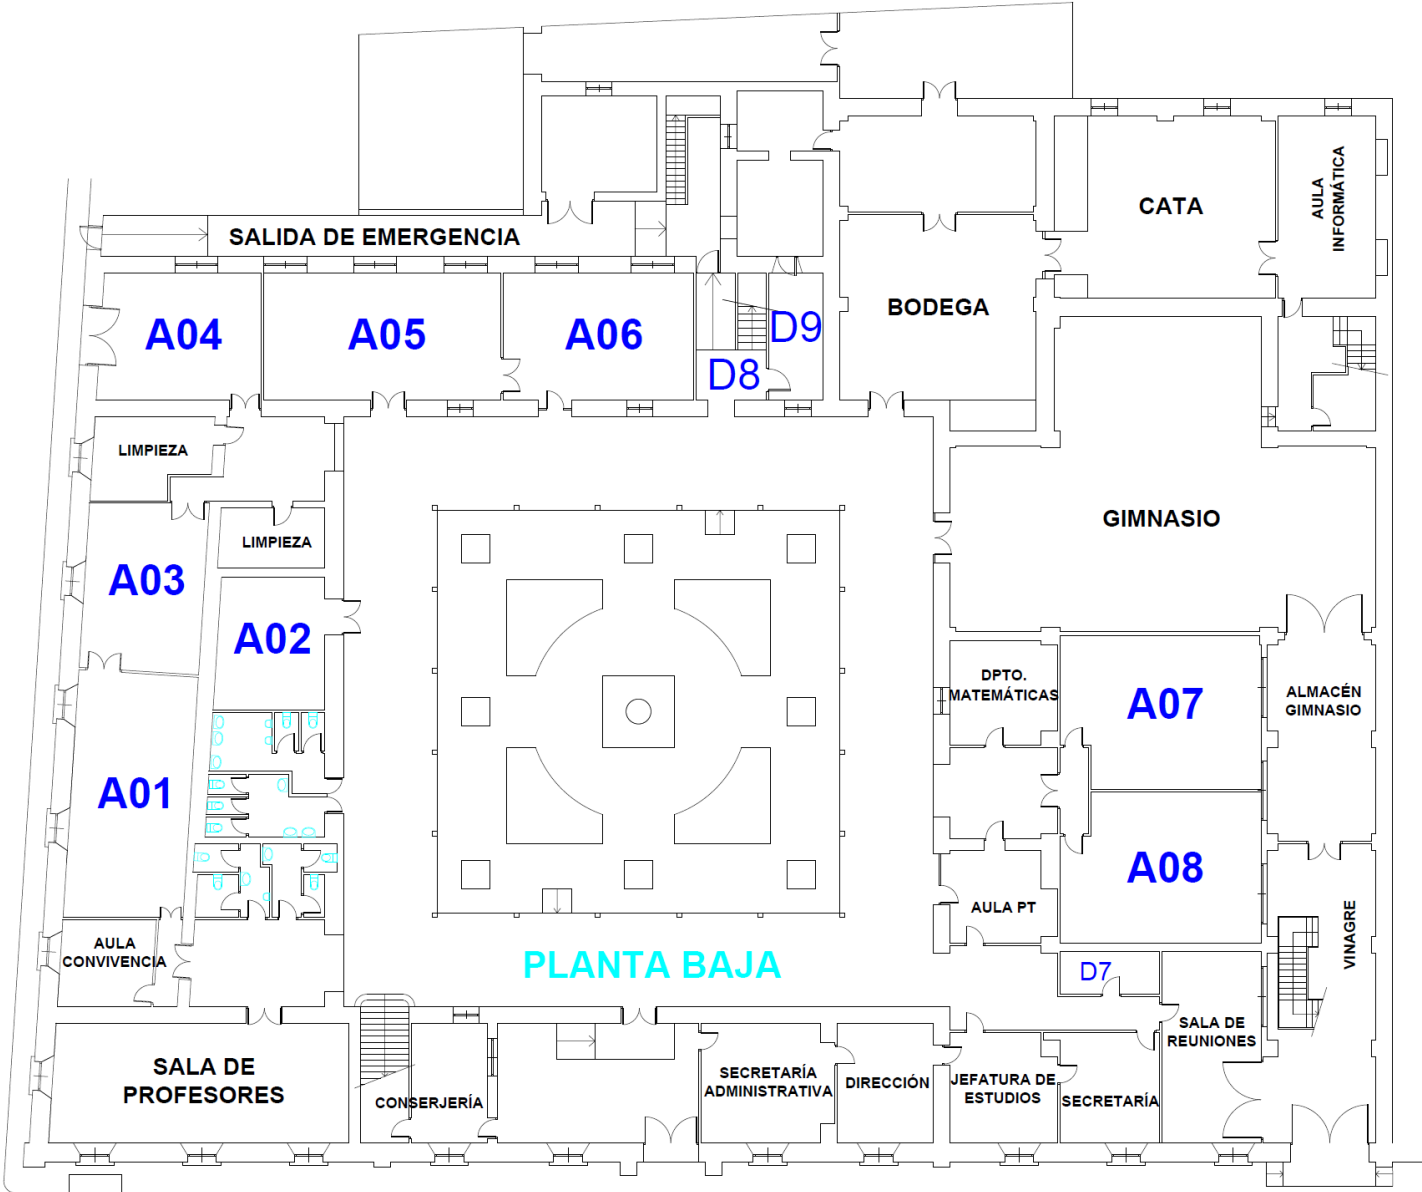 SALIDA DE EMERGENCIA
CATA
AULA
INFORMÁTICA
A04
A05
A06
D8
D9
BODEGA
LIMPIEZA
LIMPIEZA
GIMNASIO
A03
A02
DPTO.
MATEMÁTICAS
A07
ALMACÉN
GIMNASIO
A01
A08
AULA PT
VINAGRE
AULA
CONVIVENCIA
PLANTA BAJA
D7
SALA DE
REUNIONES
SALA DE
PROFESORES
CONSERJERÍA
SECRETARÍA
ADMINISTRATIVA
DIRECCIÓN
JEFATURA DE
ESTUDIOS
SECRETARÍA